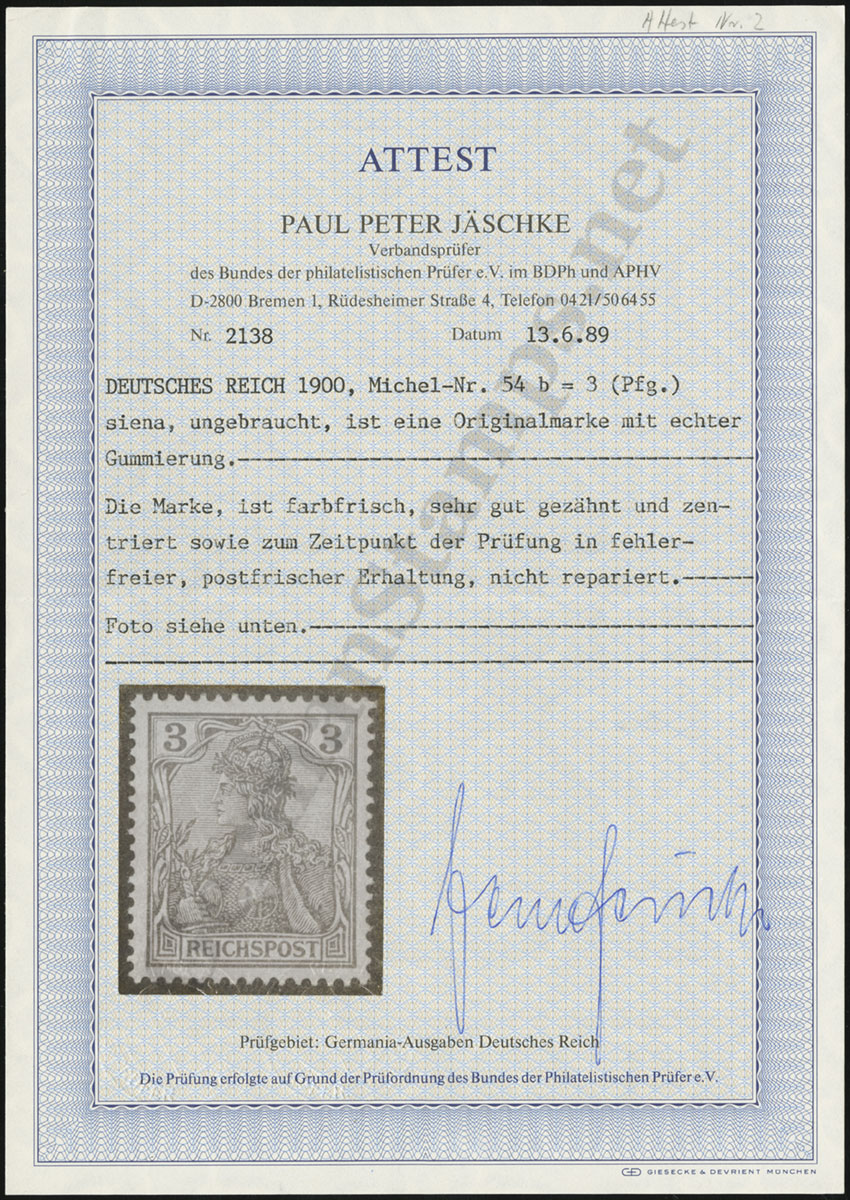 Attest Nr. 2
ATTEST
PAUL PETER JÄSCHKE
Verbandsprüfer
des Bundes der philatelistischen Prüfer e.V. im BDPh und APHV
D-2800 Bremen 1, Rüdesheimer Straße 4, Telefon 0421/506455
Nr. 2138 Datum 13.6.89
DEUTSCHES REICH 1900, Michel-Nr. 54 b = 3 (Pfg.)
siena, ungebraucht, ist eine Originalmarke mit echter
Gummierung.
Die Marke, ist farbfrisch, sehr gut gezähnt und zen-
triert sowie zum Zeitpunkt der Prüfung in fehler-
freier, postfrischer Erhaltung, nicht repariert.
Foto siehe unten.
3 3
REICHSPOST
Prüfgebiet: Germania-Ausgaben Deutsches Reich
Die Prüfung erfolgte auf Grund der Prüfordnung des Bundes der Philatelistischen Prüfer e.V.
GIESECKE & DEVRIENT MÜNCHEN